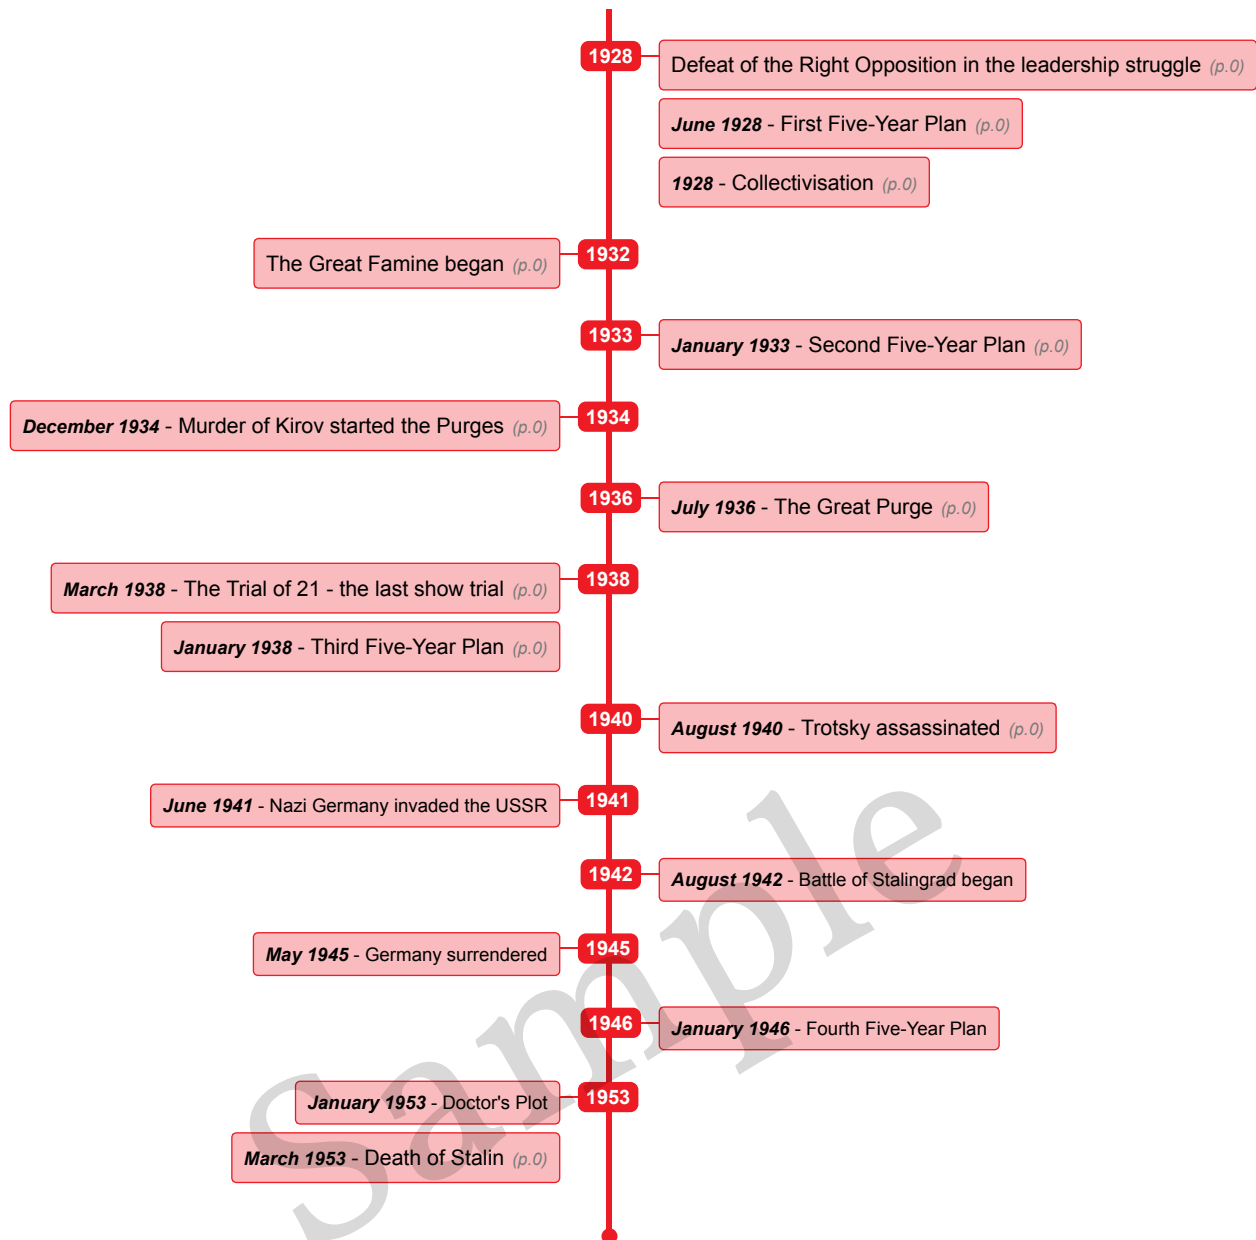 1928
Defeat of the Right Opposition in the leadership struggle (p.0)
June 1928 - First Five-Year Plan (p.0)
1928 - Collectivisation (p.0)
1932
The Great Famine began (p.0)
1933
January 1933 - Second Five-Year Plan (p.0)
1934
December 1934 - Murder of Kirov started the Purges (p.0)
1936
July 1936 - The Great Purge (p.0)
1938
March 1938 - The Trial of 21 - the last show trial (p.0)
January 1938 - Third Five-Year Plan (p.0)
1940
August 1940 - Trotsky assassinated (p.0)
1941
June 1941 - Nazi Germany invaded the USSR
1942
August 1942 - Battle of Stalingrad began
1945
May 1945 - Germany surrendered
1946
January 1946 - Fourth Five-Year Plan
1953
January 1953 - Doctor's Plot
March 1953 - Death of Stalin (p.0)
Sample